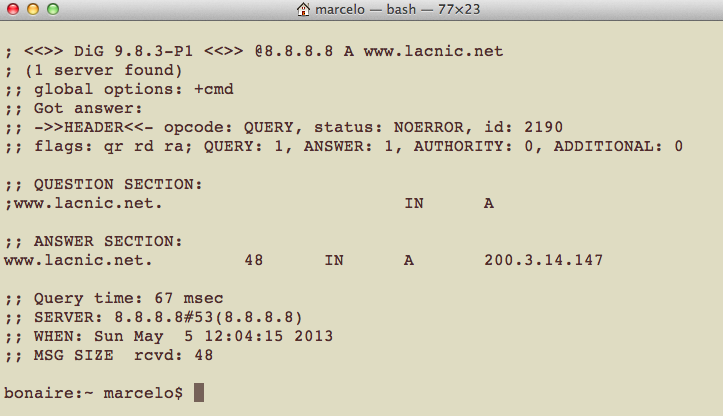 marcelo — bash — 77×23
; <<>> DiG 9.8.3-P1 <<>> @8.8.8.8 A www.lacnic.net
; (1 server found)
;; global options: +cmd
;; Got answer:
;; ->>HEADER<<- opcode: QUERY, status: NOERROR, id: 2190
;; flags: qr rd ra; QUERY: 1, ANSWER: 1, AUTHORITY: 0, ADDITIONAL: 0
;; QUESTION SECTION:
;www.lacnic.net. IN A
;; ANSWER SECTION:
www.lacnic.net. 48 IN A 200.3.14.147
;; Query time: 67 msec
;; SERVER: 8.8.8.8#53(8.8.8.8)
;; WHEN: Sun May  5 12:04:15 2013
;; MSG SIZE  rcvd: 48
bonaire:~ marcelo$